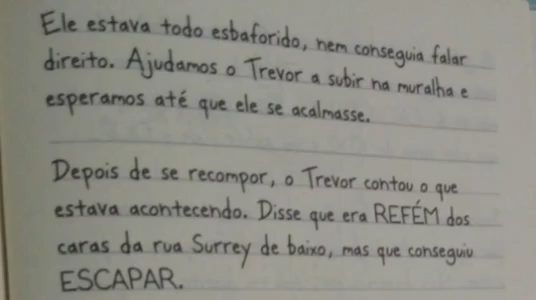 Ele estava todo esbaforido, nem conseguia falar
direito. Ajudamos o Trevor a subir na muralha e
esperamos até que ele se acalmasse.
Depois de se recompor, o Trevor contou o que
estava acontecendo. Disse que era REFÉM dos
caras da rua Surrey de baixo, mas que conseguiu
ESCAPAR.